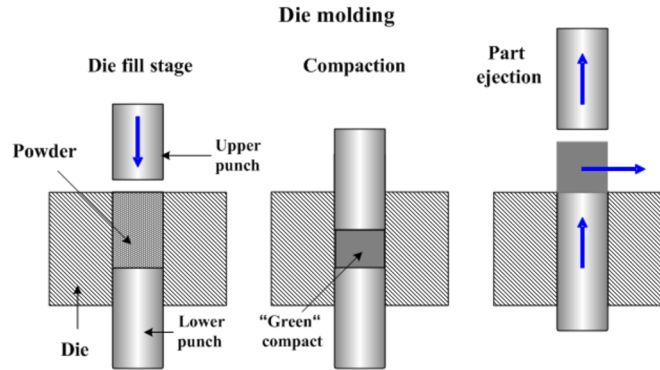 Die molding
Die fill stage
Compaction
Part
ejection
Upper
punch
Powder
Die
Lower
punch
“Green“
compact